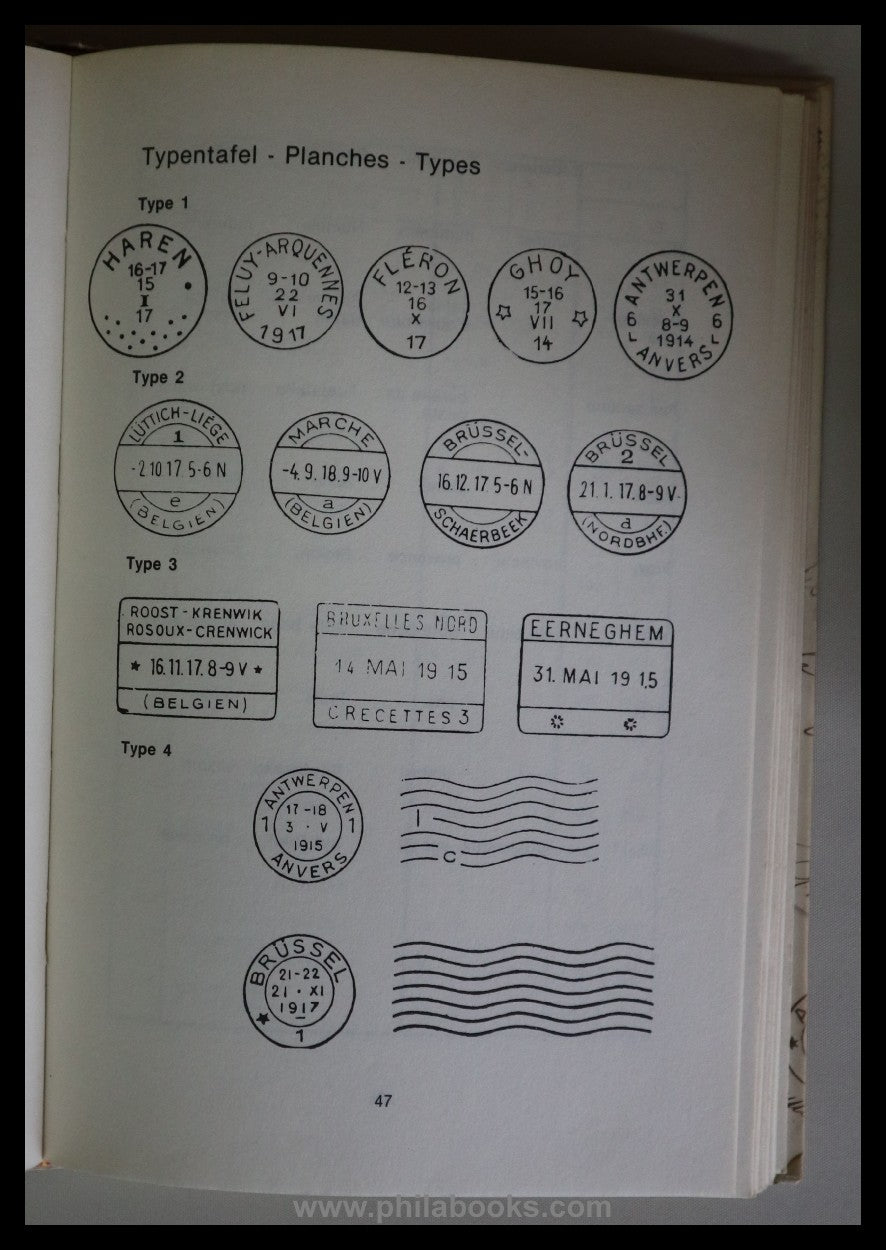 Typentafel - Planches - Types
Type 1
HAREN
16-17
15
I
17
FELUY-ARQUENNES
9-10
22
VI
1917
FLÉRON
12-13
16
X
17
GHOY
15-16
17
VII
14
ANTWERPEN
31
X
6 8-9 6
L 1914 L
ANVERS
Type 2
LÜTTICH-LIÉGE
1
-2 10 17 5-6 N
e
(BELGIEN)
MARCHE
-4. 9. 18. 9-10 V
a
(BELGIEN)
BRÜSSEL-
16. 12. 17. 5-6 N
SCHAERBEEK
BRÜSSEL
2
21. 1. 17. 8-9 V.
d
(NORDBHF.)
Type 3
ROOST - KRENWIK
ROSOUX - CRENWICK
* 16. 11. 17. 8-9 V *
(BELGIEN)
BRUXELLES NORD
14 MAI 19 15
CRECETTES 3
EERNEGHEM
31. MAI 19 1.5
Type 4
ANTWERPEN
17-18
1 3 · V 1
1915
ANVERS
1
C
BRÜSSEL
21-22
21 · XI
1917
1
47
www.philabooks.com